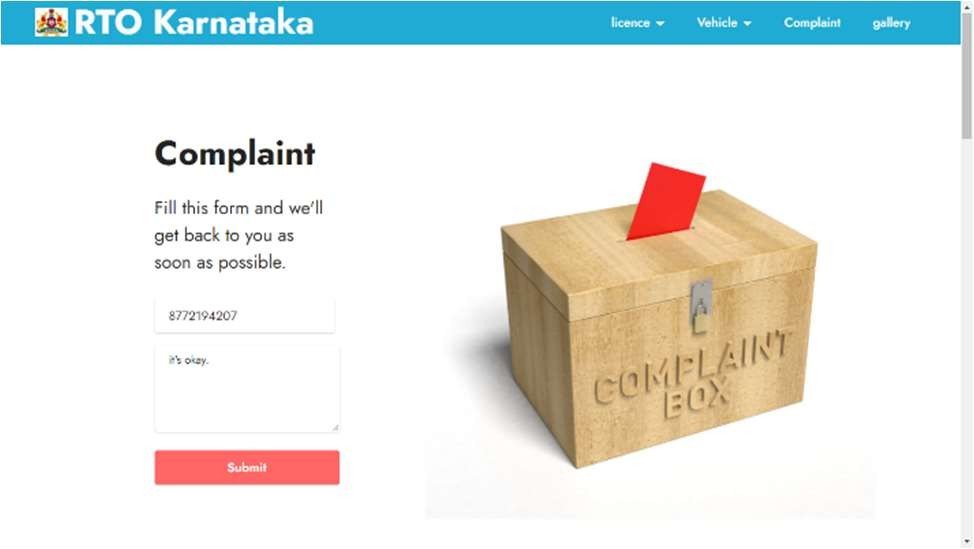 RTO Karnataka
licence
Vehicle
Complaint
gallery
Complaint
Fill this form and we'll
get back to you as
soon as possible.
8772194207
it's okay.
Submit
COMPLAINT
BOX